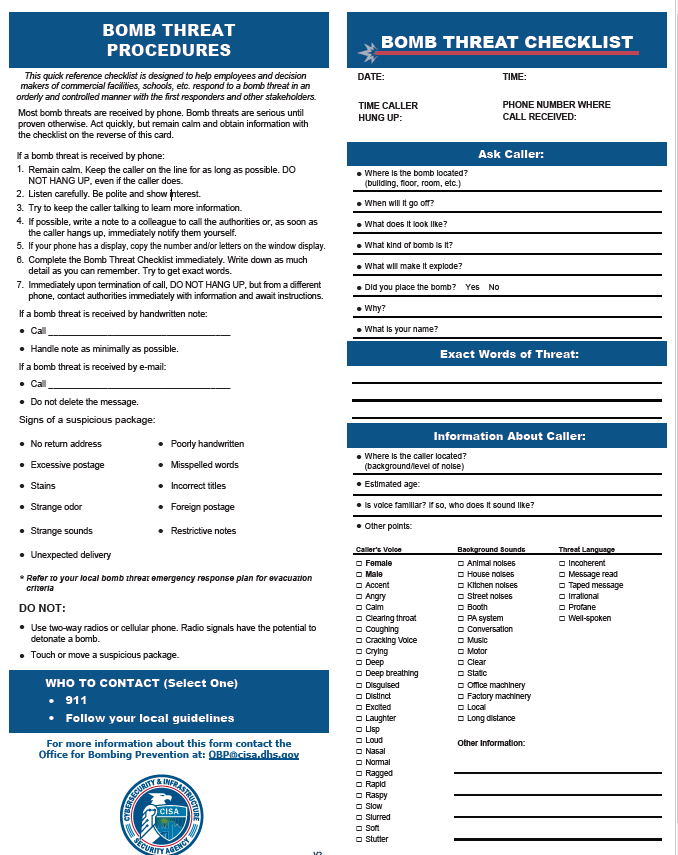 BOMB THREAT
PROCEDURES
This quick reference checklist is designed to help employees and decision
makers of commercial facilities, schools, etc. respond to a bomb threat in an
orderly and controlled manner with the first responders and other stakeholders.
Most bomb threats are received by phone. Bomb threats are serious until
proven otherwise. Act quickly, but remain calm and obtain information with
the checklist on the reverse of this card.
If a bomb threat is received by phone:
1. Remain calm. Keep the caller on the line for as long as possible. DO
NOT HANG UP, even if the caller does.
2. Listen carefully. Be polite and show interest.
3. Try to keep the caller talking to learn more information.
4. If possible, write a note to a colleague to call the authorities or, as soon as
the caller hangs up, immediately notify them yourself.
5. If your phone has a display, copy the number and/or letters on the window display.
6. Complete the Bomb Threat Checklist immediately. Write down as much
detail as you can remember. Try to get exact words.
7. Immediately upon termination of call, DO NOT HANG UP, but from a different
phone, contact authorities immediately with information and await instructions.
If a bomb threat is received by handwritten note:
• Call ____________________________________
• Handle note as minimally as possible.
If a bomb threat is received by e-mail:
• Call ____________________________________
• Do not delete the message.
Signs of a suspicious package:
• No return address • Poorly handwritten
• Excessive postage • Misspelled words
• Stains • Incorrect titles
• Strange odor • Foreign postage
• Strange sounds • Restrictive notes
• Unexpected delivery
* Refer to your local bomb threat emergency response plan for evacuation
criteria
DO NOT:
• Use two-way radios or cellular phone. Radio signals have the potential to
detonate a bomb.
• Touch or move a suspicious package.
WHO TO CONTACT (Select One)
• 911
• Follow your local guidelines
For more information about this form contact the
Office for Bombing Prevention at: OBP@cisa.dhs.gov
CYBERSECURITY & INFRASTRUCTURE
CISA
SECURITY AGENCY
V2
BOMB THREAT CHECKLIST
DATE: TIME:
TIME CALLER PHONE NUMBER WHERE
HUNG UP: CALL RECEIVED:
Ask Caller:
• Where is the bomb located?
(building, floor, room, etc.)
• When will it go off?
• What does it look like?
• What kind of bomb is it?
• What will make it explode?
• Did you place the bomb? Yes No
• Why?
• What is your name?
Exact Words of Threat:
Information About Caller:
• Where is the caller located?
(background/level of noise)
• Estimated age:
• Is voice familiar? If so, who does it sound like?
• Other points:
Caller's Voice Background Sounds Threat Language
□ Female □ Animal noises □ Incoherent
□ Male □ House noises □ Message read
□ Accent □ Kitchen noises □ Taped message
□ Angry □ Street noises □ Irrational
□ Calm □ Booth □ Profane
□ Clearing throat □ PA system □ Well-spoken
□ Coughing □ Conversation
□ Cracking Voice □ Music
□ Crying □ Motor
□ Deep □ Clear
□ Deep breathing □ Static
□ Disguised □ Office machinery
□ Distinct □ Factory machinery
□ Excited □ Local
□ Laughter □ Long distance
□ Lisp
□ Loud Other Information:
□ Nasal
□ Normal
□ Ragged
□ Rapid
□ Raspy
□ Slow
□ Slurred
□ Soft
□ Stutter